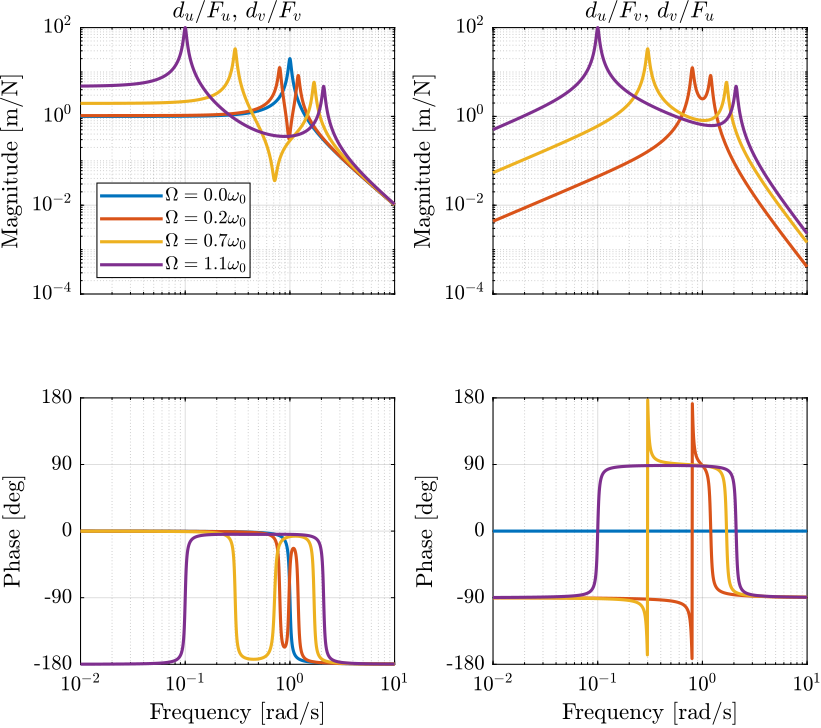 d_u/F_u, d_v/F_v
d_u/F_v, d_v/F_u
Magnitude [m/N]
10^2
10^0
10^−2
10^−4
Ω = 0.0ω_0
Ω = 0.2ω_0
Ω = 0.7ω_0
Ω = 1.1ω_0
Magnitude [m/N]
10^2
10^0
10^−2
10^−4
Phase [deg]
180
90
0
-90
-180
10^−2 10^−1 10^0 10^1
Frequency [rad/s]
Phase [deg]
180
90
0
-90
-180
10^−2 10^−1 10^0 10^1
Frequency [rad/s]